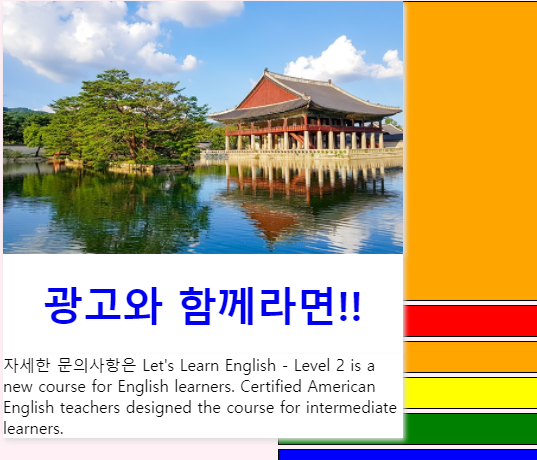 광고와 함께라면!!
자세한 문의사항은 Let's Learn English - Level 2 is a
new course for English learners. Certified American
English teachers designed the course for intermediate
learners.